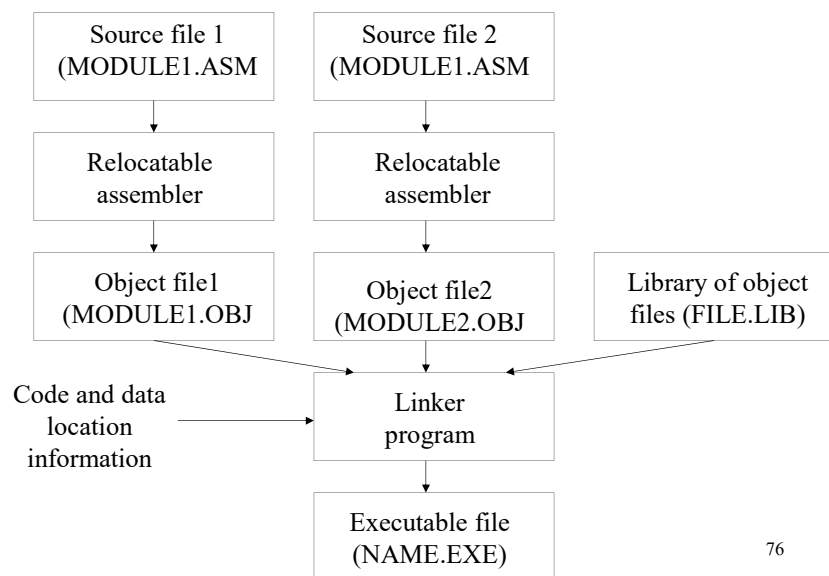 Source file 1
(MODULE1.ASM
Source file 2
(MODULE1.ASM
Relocatable
assembler
Relocatable
assembler
Object file1
(MODULE1.OBJ
Object file2
(MODULE2.OBJ
Library of object
files (FILE.LIB)
Code and data
location
information
Linker
program
Executable file
(NAME.EXE)
76